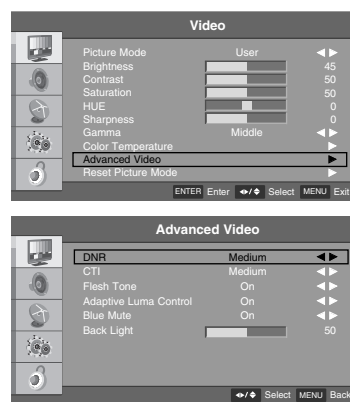 Video
Picture Mode User
Brightness 45
Contrast 50
Saturation 50
HUE 0
Sharpness 0
Gamma Middle
Color Temperature
Advanced Video
Reset Picture Mode
ENTER Enter Select MENU Exit
Advanced Video
DNR Medium
CTI Medium
Flesh Tone On
Adaptive Luma Control On
Blue Mute On
Back Light 50
Select MENU Back